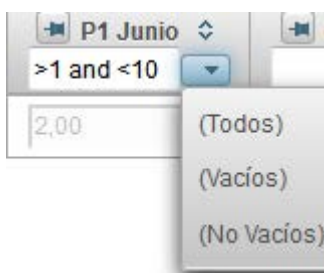 P1 Junio
>1 and <10
2,00
(Todos)
(Vacíos)
(No Vacíos)